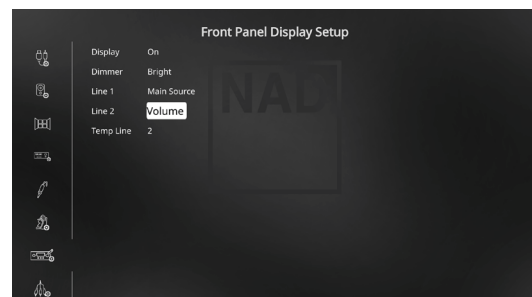 Front Panel Display Setup
Display On
Dimmer Bright
Line 1 Main Source
Line 2 Volume
Temp Line 2
NAD